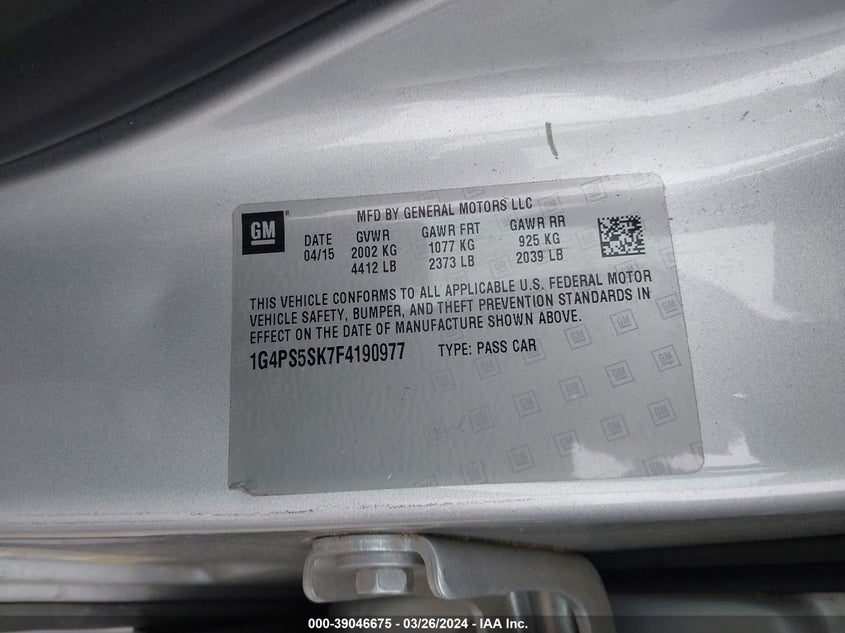 MFD BY GENERAL MOTORS LLC
GM
DATE GVWR GAWR FRT GAWR RR
04/15 2002 KG 1077 KG 925 KG
4412 LB 2373 LB 2039 LB
THIS VEHICLE CONFORMS TO ALL APPLICABLE U.S. FEDERAL MOTOR
VEHICLE SAFETY, BUMPER, AND THEFT PREVENTION STANDARDS IN
EFFECT ON THE DATE OF MANUFACTURE SHOWN ABOVE.
1G4PS5SK7F4190977 TYPE: PASS CAR
000-39046675 - 03/26/2024 - IAA Inc.